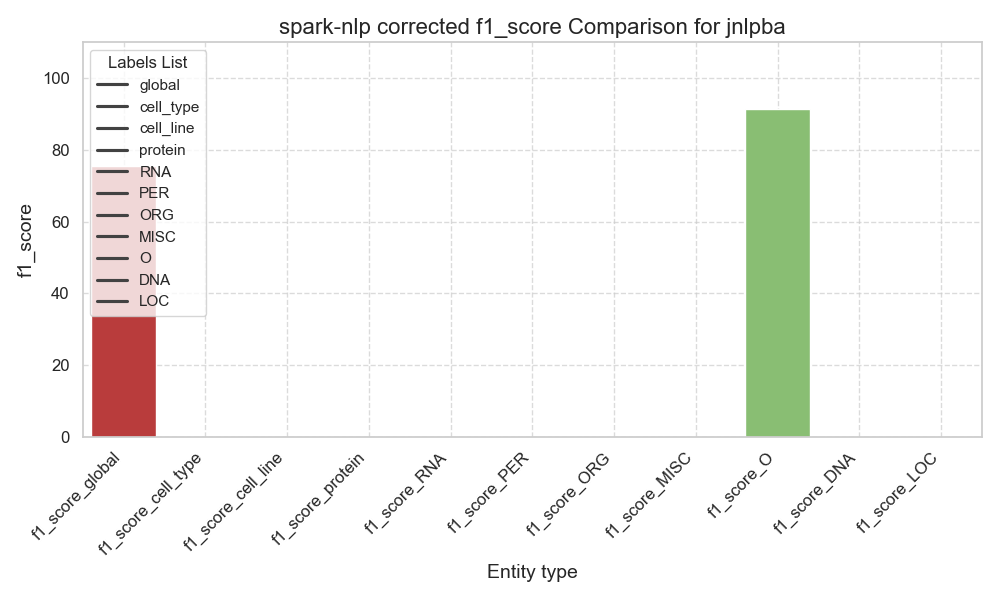 spark-nlp corrected f1_score Comparison for jnlpba
Labels List
global
cell_type
cell_line
protein
RNA
PER
ORG
MISC
O
DNA
LOC
f1_score
100
80
60
40
20
0
f1_score_global
f1_score_cell_type
f1_score_cell_line
f1_score_protein
f1_score_RNA
f1_score_PER
f1_score_ORG
f1_score_MISC
f1_score_O
f1_score_DNA
f1_score_LOC
Entity type